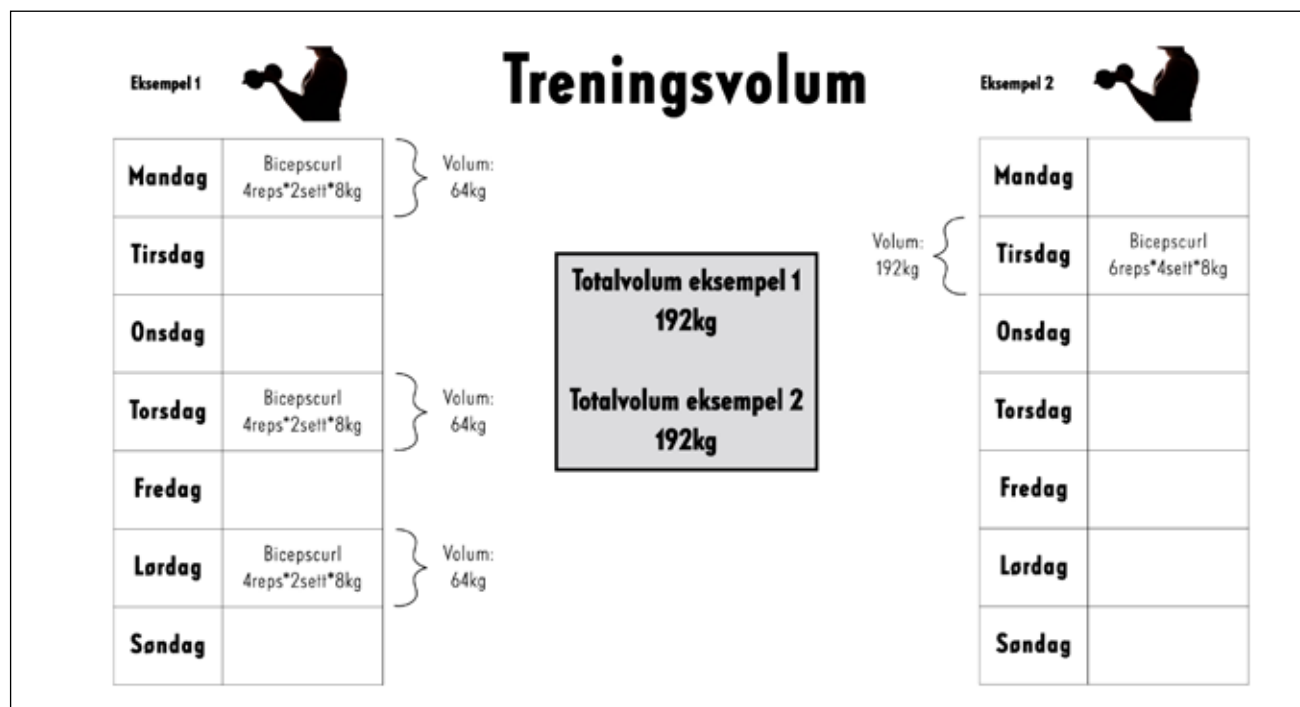 Treningsvolum
Eksempel 1
Mandag
Bicepscurl
4reps*2sett*8kg
Volum:
64kg
Tirsdag
Onsdag
Torsdag
Bicepscurl
4reps*2sett*8kg
Volum:
64kg
Fredag
Lørdag
Bicepscurl
4reps*2sett*8kg
Volum:
64kg
Søndag
Totalvolum eksempel 1
192kg
Totalvolum eksempel 2
192kg
Eksempel 2
Mandag
Volum:
192kg
Tirsdag
Bicepscurl
6reps*4sett*8kg
Onsdag
Torsdag
Fredag
Lørdag
Søndag